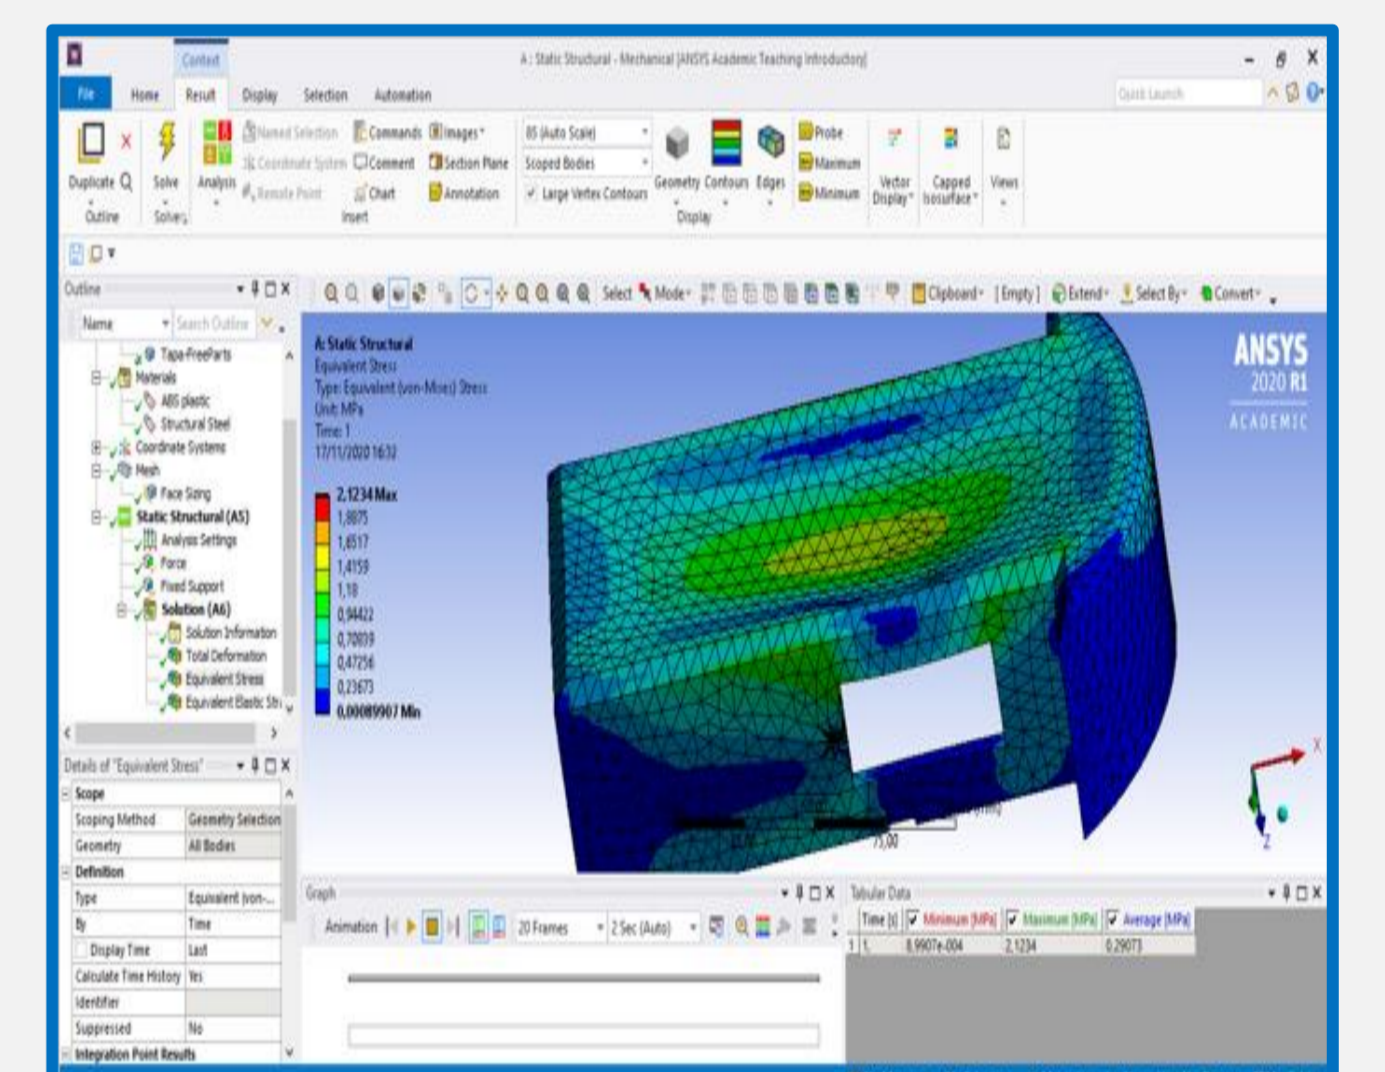 Context
A : Static Structural - Mechanical [ANSYS Academic Teaching Introductory]
File Home Result Display Selection Automation
Quick Launch
Named Selection Commands Images 85 (Auto Scale) Probe
Coordinate System Comment Section Plane Scoped Bodies Maximum
Remote Point Chart Annotation Large Vertex Contours Minimum
Duplicate Q Solve Analysis Geometry Contours Edges Vector Display Capped Isosurface Views
Outline Solve Insert Display
Outline
Select Mode Clipboard [Empty] Extend Select By Convert
Name Search Outline
Tapa-FreeParts
Materials
ABS plastic
Structural Steel
Coordinate Systems
Mesh
Face Sizing
Static Structural (A5)
Analysis Settings
Force
Fixed Support
Solution (A6)
Solution Information
Total Deformation
Equivalent Stress
Equivalent Elastic Str
A: Static Structural
Equivalent Stress
Type: Equivalent (von-Mises) Stress
Unit: MPa
Time: 1
17/11/2020 16:32
2,1234 Max
1,8875
1,6517
1,4159
1,18
0,94422
0,70839
0,47256
0,23673
0,00089907 Min
ANSYS
2020 R1
ACADEMIC
75,00
X
Z
Details of "Equivalent Stress"
Scope
Scoping Method Geometry Selection
Geometry All Bodies
Definition
Type Equivalent (von-...
By Time
Display Time Last
Calculate Time History Yes
Identifier
Suppressed No
Integration Point Results
Graph
Animation 20 Frames 2 Sec (Auto)
Tabular Data
Time [s] Minimum [MPa] Maximum [MPa] Average [MPa]
1 1, 8,9907e-004 2,1234 0,29073